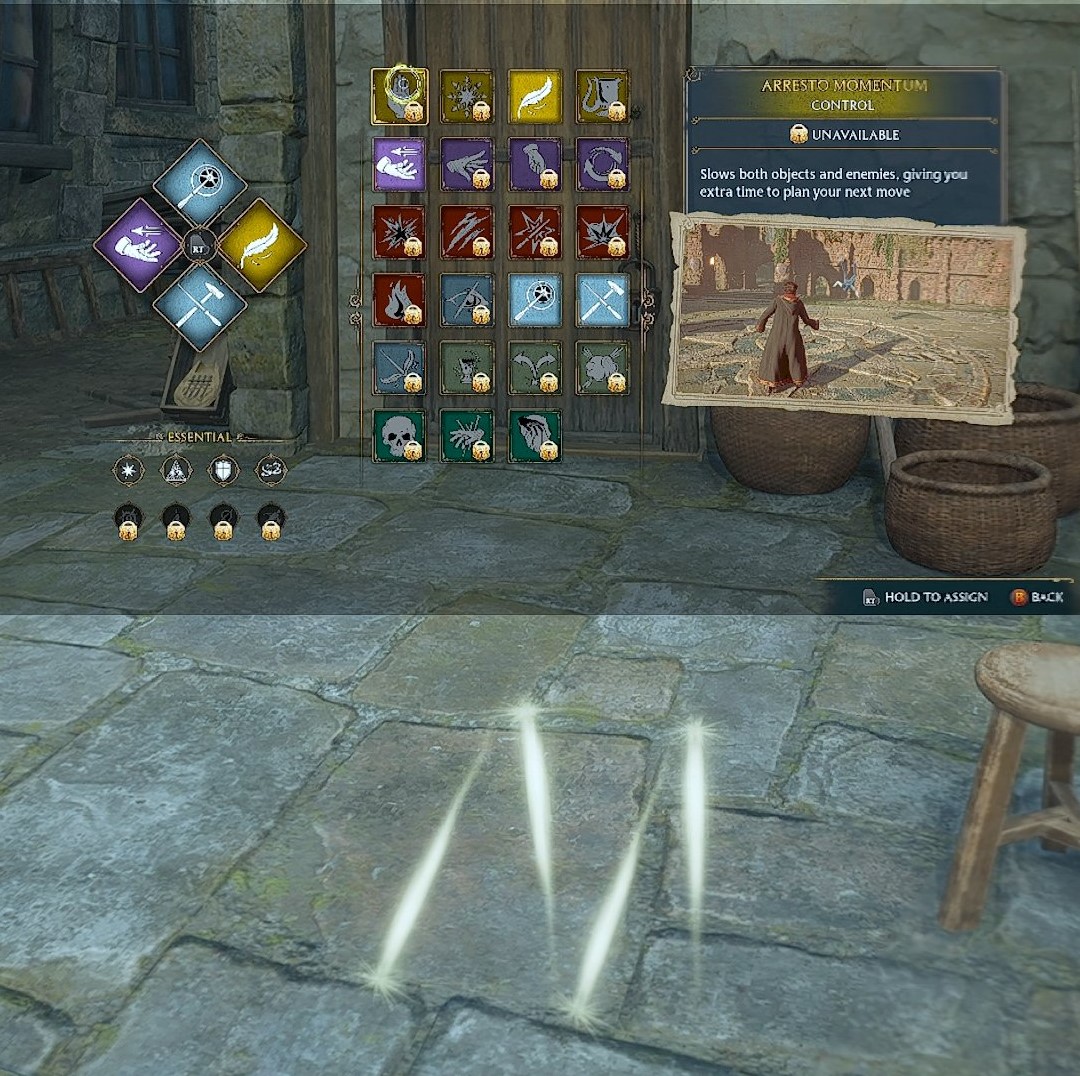 ARRESTO MOMENTUM
CONTROL
UNAVAILABLE
Slows both objects and enemies, giving you
extra time to plan your next move
RT
ESSENTIAL
RT HOLD TO ASSIGN B BACK